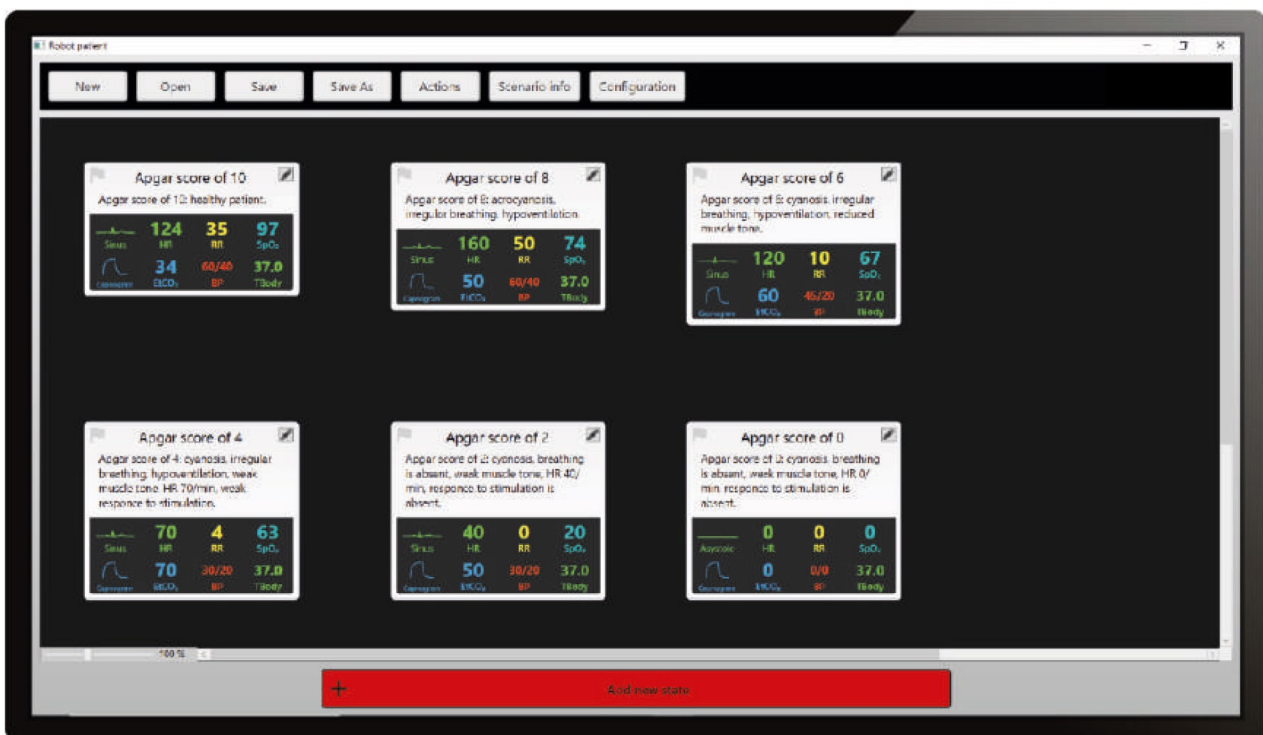 Robot patient
New
Open
Save
Save As
Actions
Scenario info
Configuration
Apgar score of 10
Apgar score of 10: healthy patient.
124 35 97
Sinus HR RR SpO₂
34 60/40 37.0
Capnogram EtCO₂ BP TBody
Apgar score of 8
Apgar score of 8: acrocyanosis,
irregular breathing, hypoventilation
160 50 74
Sinus HR RR SpO₂
50 60/40 37.0
Capnogram EtCO₂ BP TBody
Apgar score of 6
Apgar score of 6: cyanosis, irregular
breathing, hypoventilation, reduced
muscle tone.
120 10 67
Sinus HR RR SpO₂
60 45/20 37.0
Capnogram EtCO₂ BP TBody
Apgar score of 4
Apgar score of 4: cyanosis, irregular
breathing, hypoventilation, weak
muscle tone, HR 70/min, weak
responce to stimulation.
70 4 63
Sinus HR RR SpO₂
70 30/20 37.0
Capnogram EtCO₂ BP TBody
Apgar score of 2
Apgar score of 2: cyanosis, breathing
is absent, weak muscle tone, HR 40/
min, responce to stimulation is
absent.
40 0 20
Sinus HR RR SpO₂
50 30/20 37.0
Capnogram EtCO₂ BP TBody
Apgar score of 0
Apgar score of 0: cyanosis, breathing
is absent, weak muscle tone, HR 0/
min, responce to stimulation is
absent.
0 0 0
Asystole HR RR SpO₂
0 0/0 37.0
Capnogram EtCO₂ BP TBody
100 %
+ Add new state